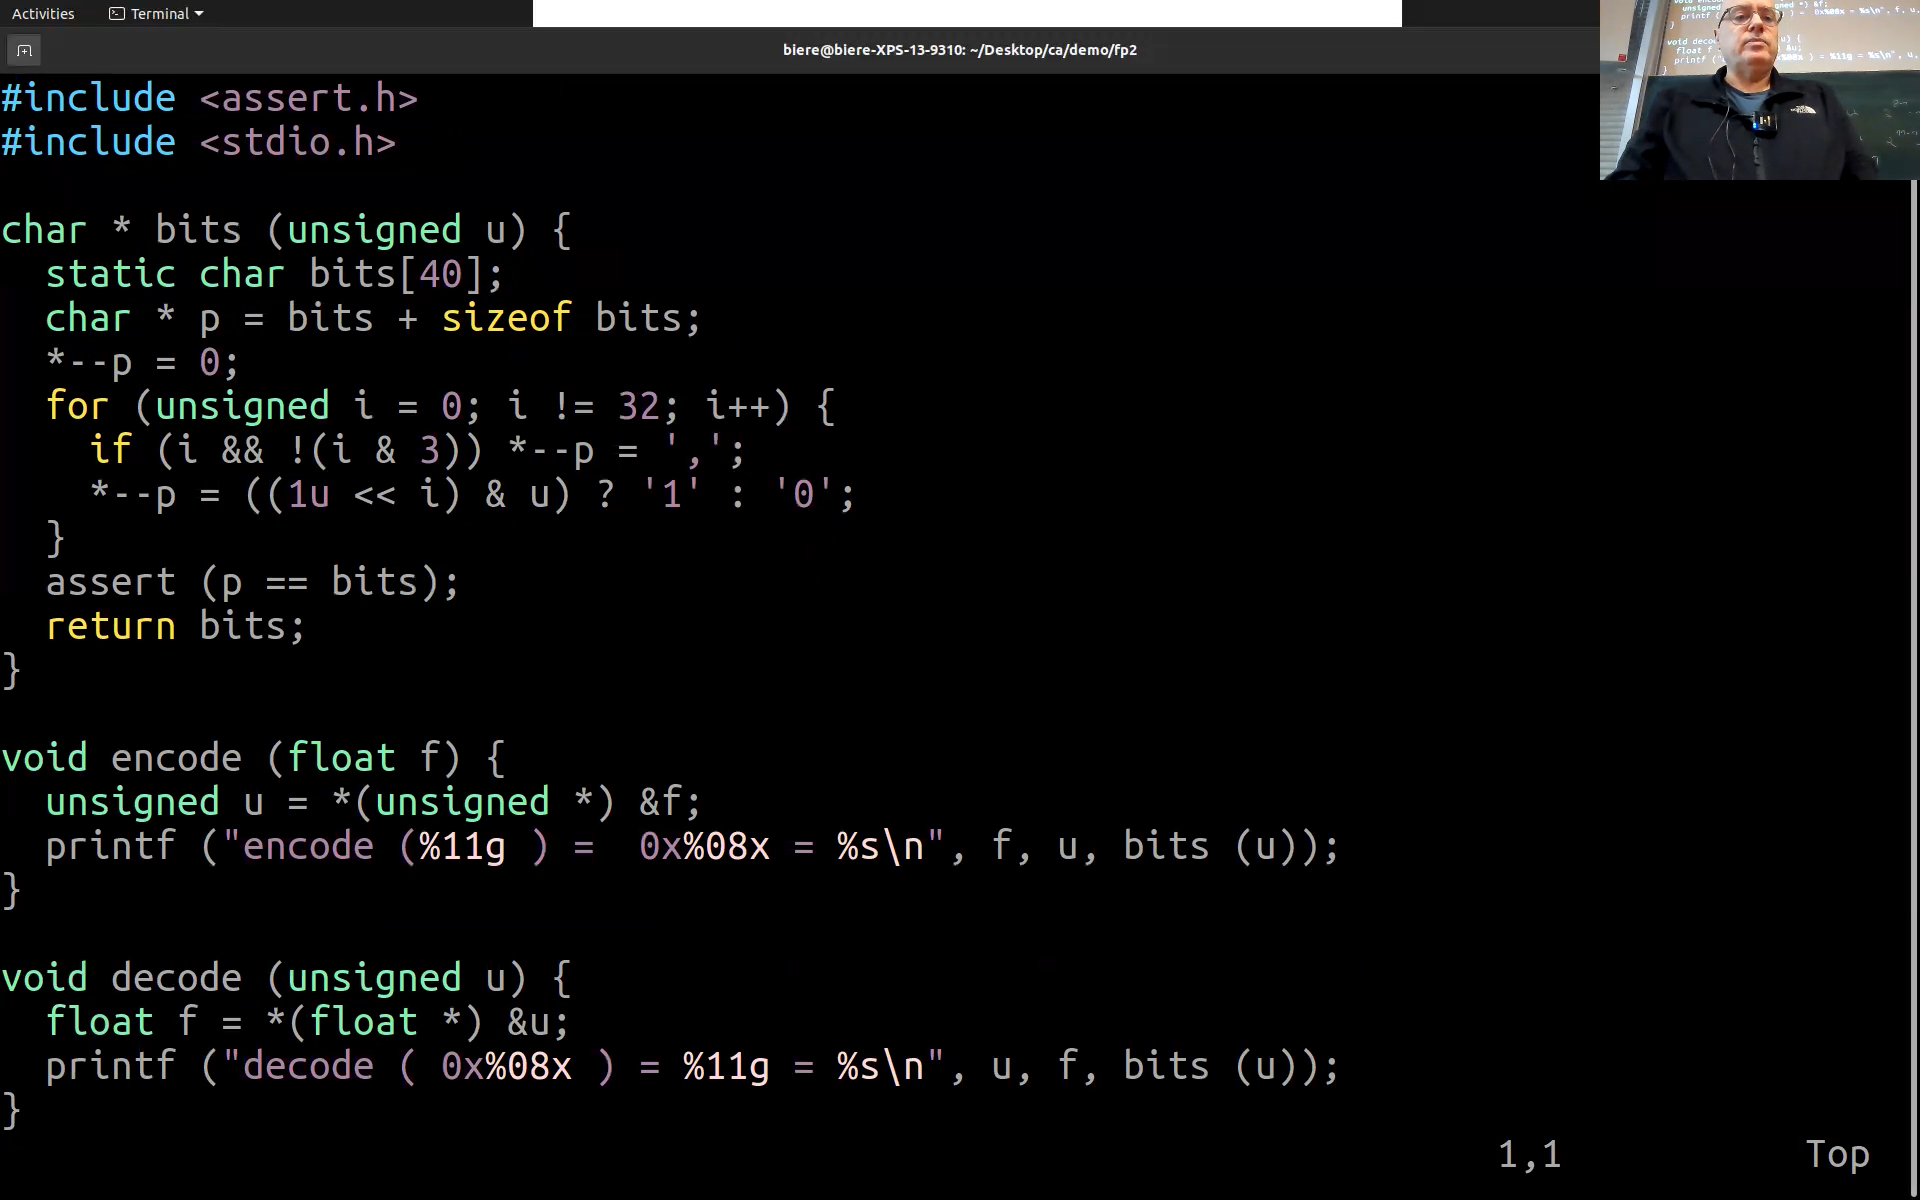 Activities
Terminal
biere@biere-XPS-13-9310: ~/Desktop/ca/demo/fp2
#include <assert.h>
#include <stdio.h>
char * bits (unsigned u) {
  static char bits[40];
  char * p = bits + sizeof bits;
  *--p = 0;
  for (unsigned i = 0; i != 32; i++) {
    if (i && !(i & 3)) *--p = ',';
    *--p = ((1u << i) & u) ? '1' : '0';
  }
  assert (p == bits);
  return bits;
}
void encode (float f) {
  unsigned u = *(unsigned *) &f;
  printf ("encode (%11g ) =  0x%08x = %s\n", f, u, bits (u));
}
void decode (unsigned u) {
  float f = *(float *) &u;
  printf ("decode ( 0x%08x ) = %11g = %s\n", u, f, bits (u));
}
1,1
Top